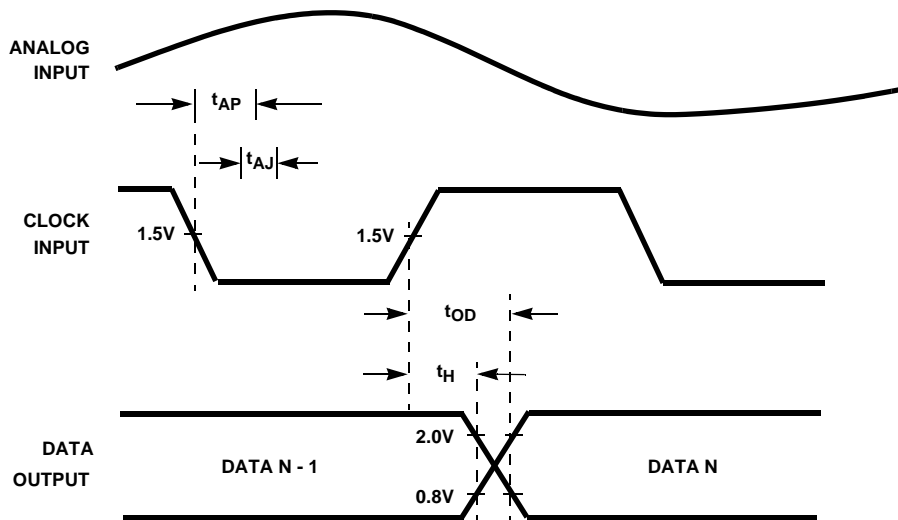 ANALOG
INPUT
tAP
tAJ
CLOCK
INPUT
1.5V
1.5V
tOD
tH
DATA
OUTPUT
2.0V
0.8V
DATA N - 1
DATA N